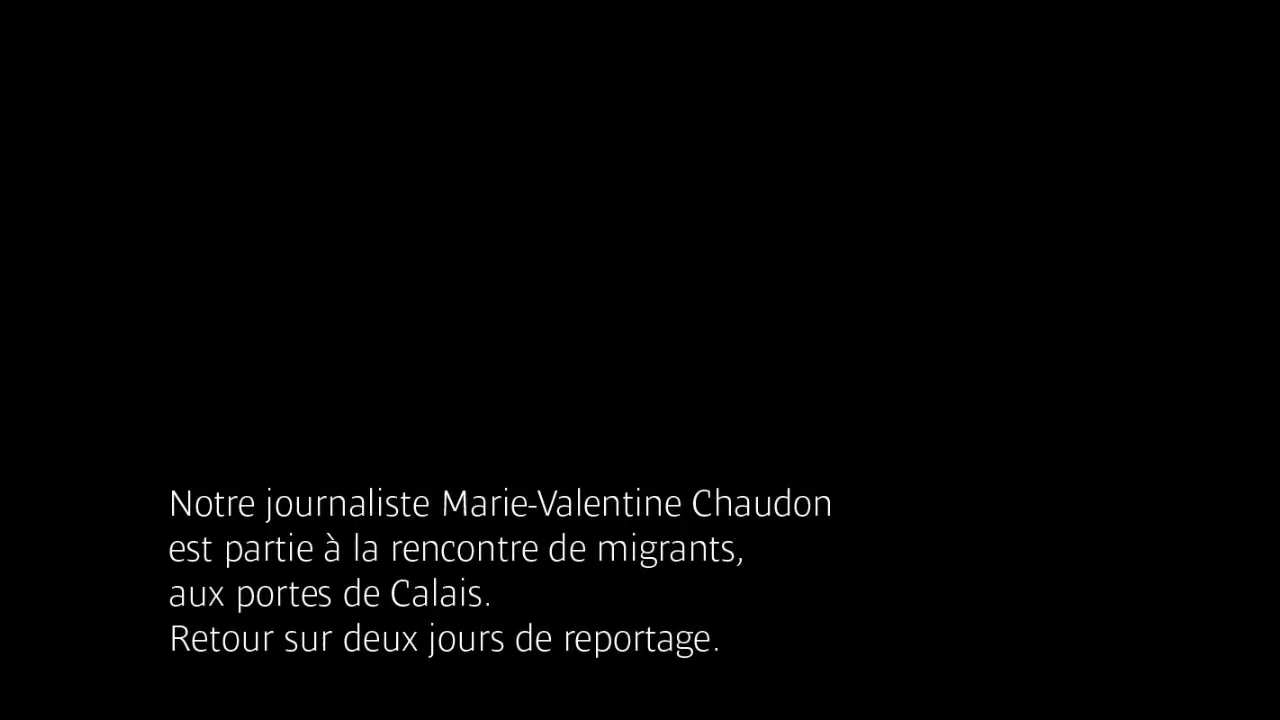 Notre journaliste Marie-Valentine Chaudon
est partie à la rencontre de migrants,
aux portes de Calais.
Retour sur deux jours de reportage.